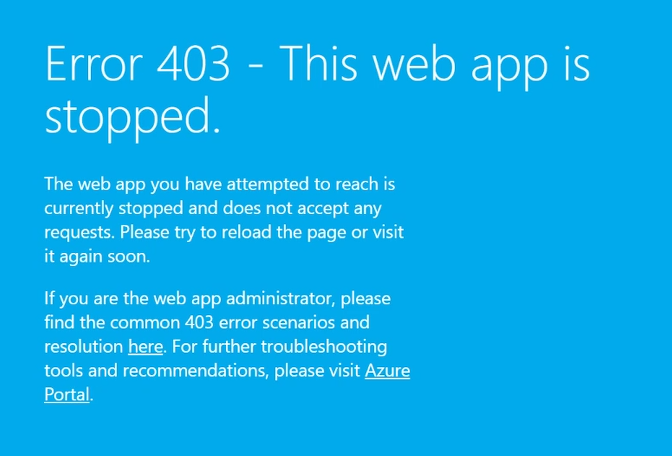 Error 403 - This web app is
stopped.
The web app you have attempted to reach is
currently stopped and does not accept any
requests. Please try to reload the page or visit
it again soon.
If you are the web app administrator, please
find the common 403 error scenarios and
resolution here. For further troubleshooting
tools and recommendations, please visit Azure
Portal.